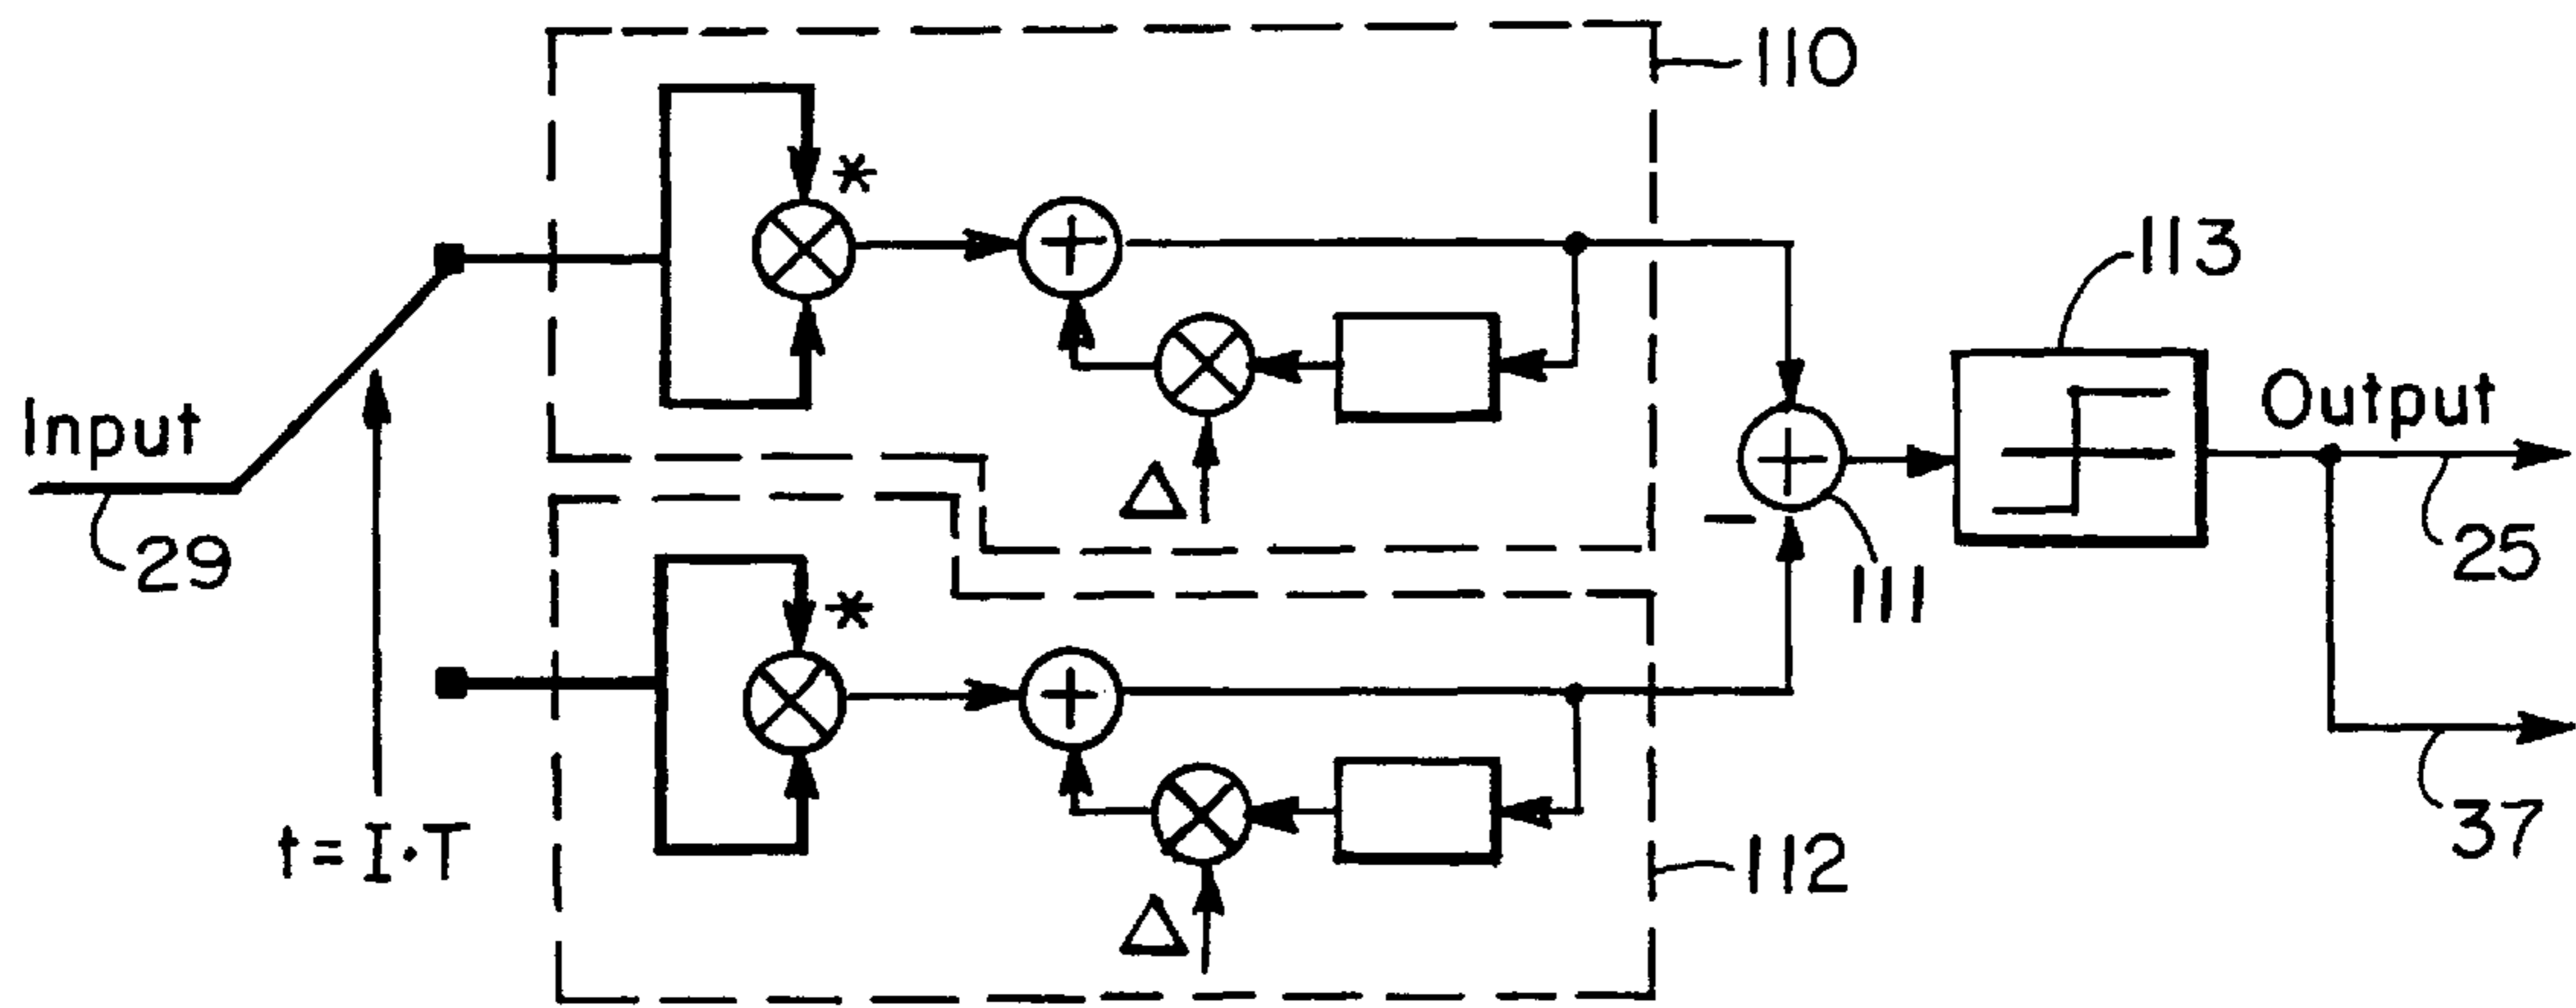 110
*
113
Input
Output
Δ
29
111
25
*
t = I·T
37
112
Δ